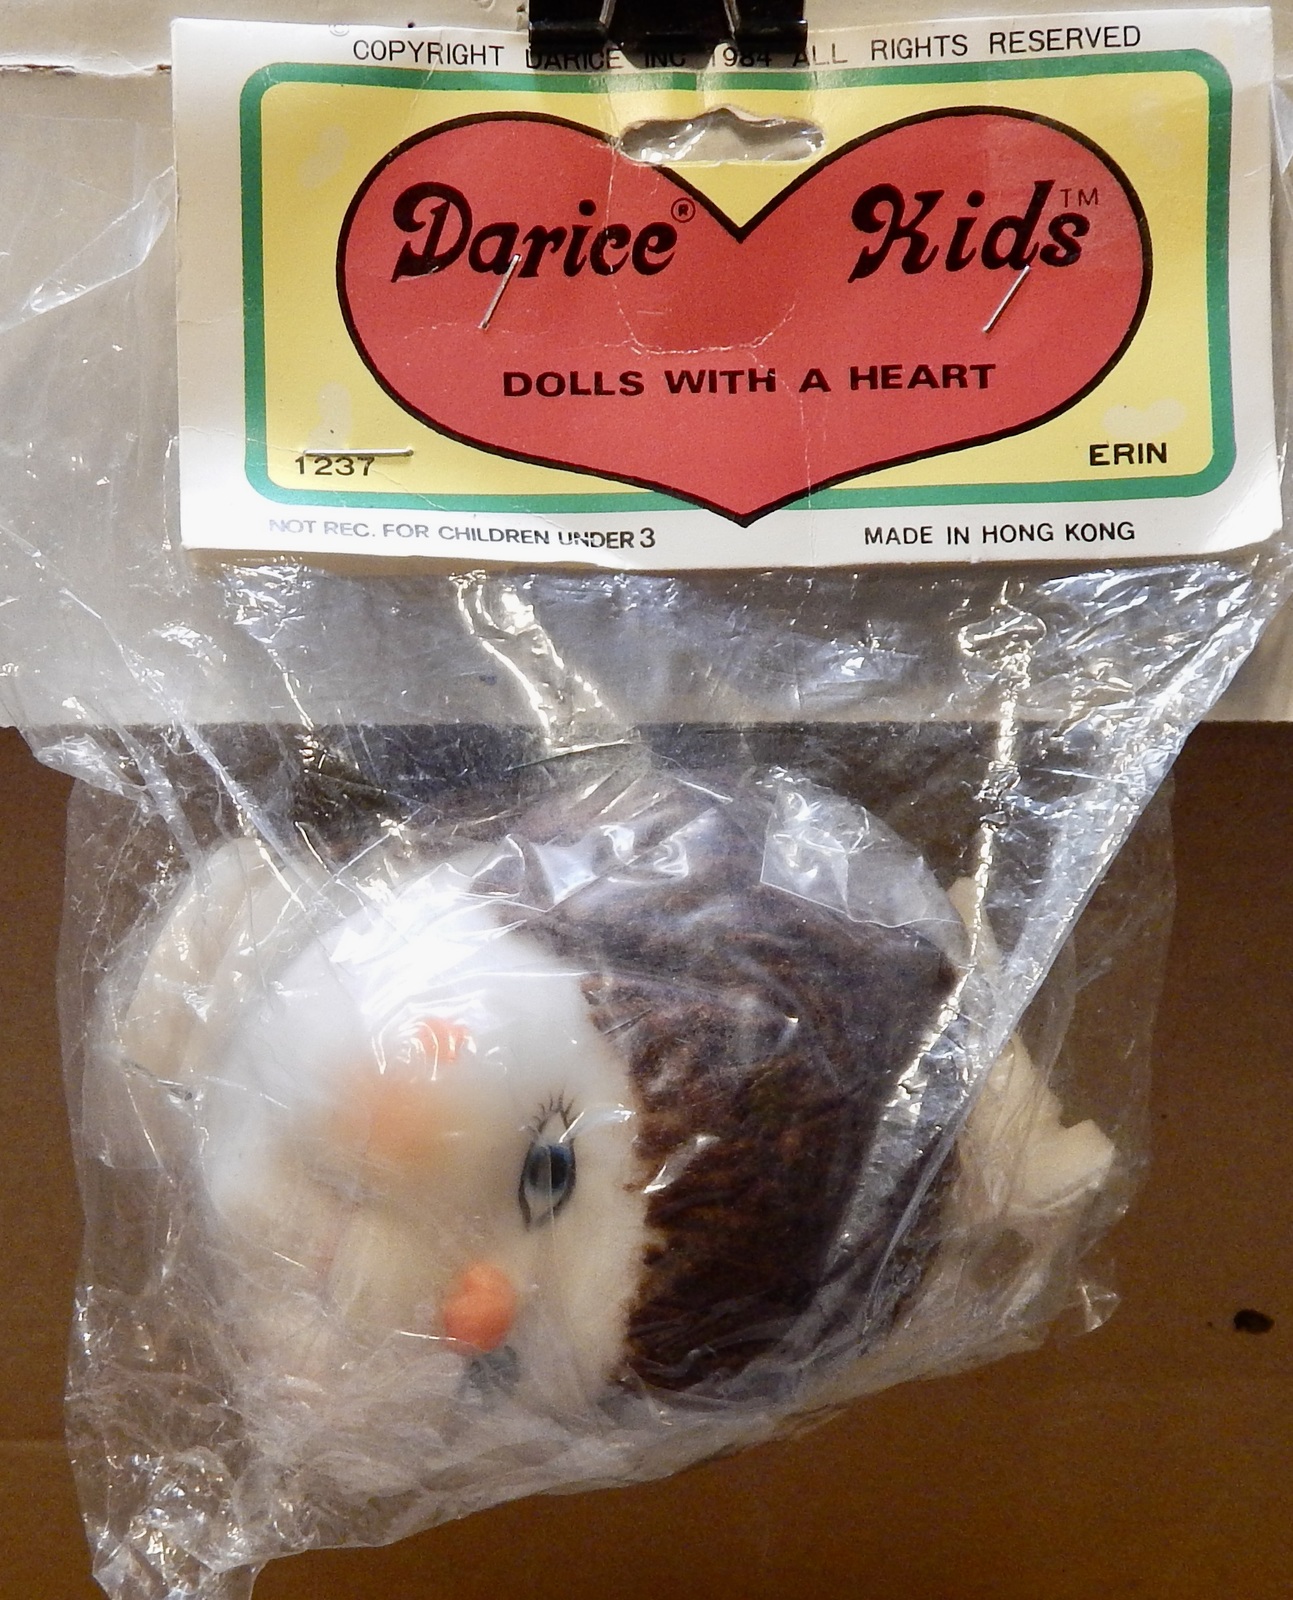 COPYRIGHT DARICE INC 1984 ALL RIGHTS RESERVED
Darice® Kids™
DOLLS WITH A HEART
1237 ERIN
NOT REC. FOR CHILDREN UNDER 3 MADE IN HONG KONG